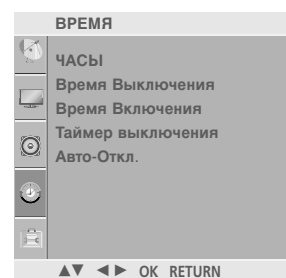 ВРЕМЯ
ЧАСЫ
Время Выключения
Время Включения
Таймер выключения
Авто-Откл.
▲▼ ◄► OK RETURN